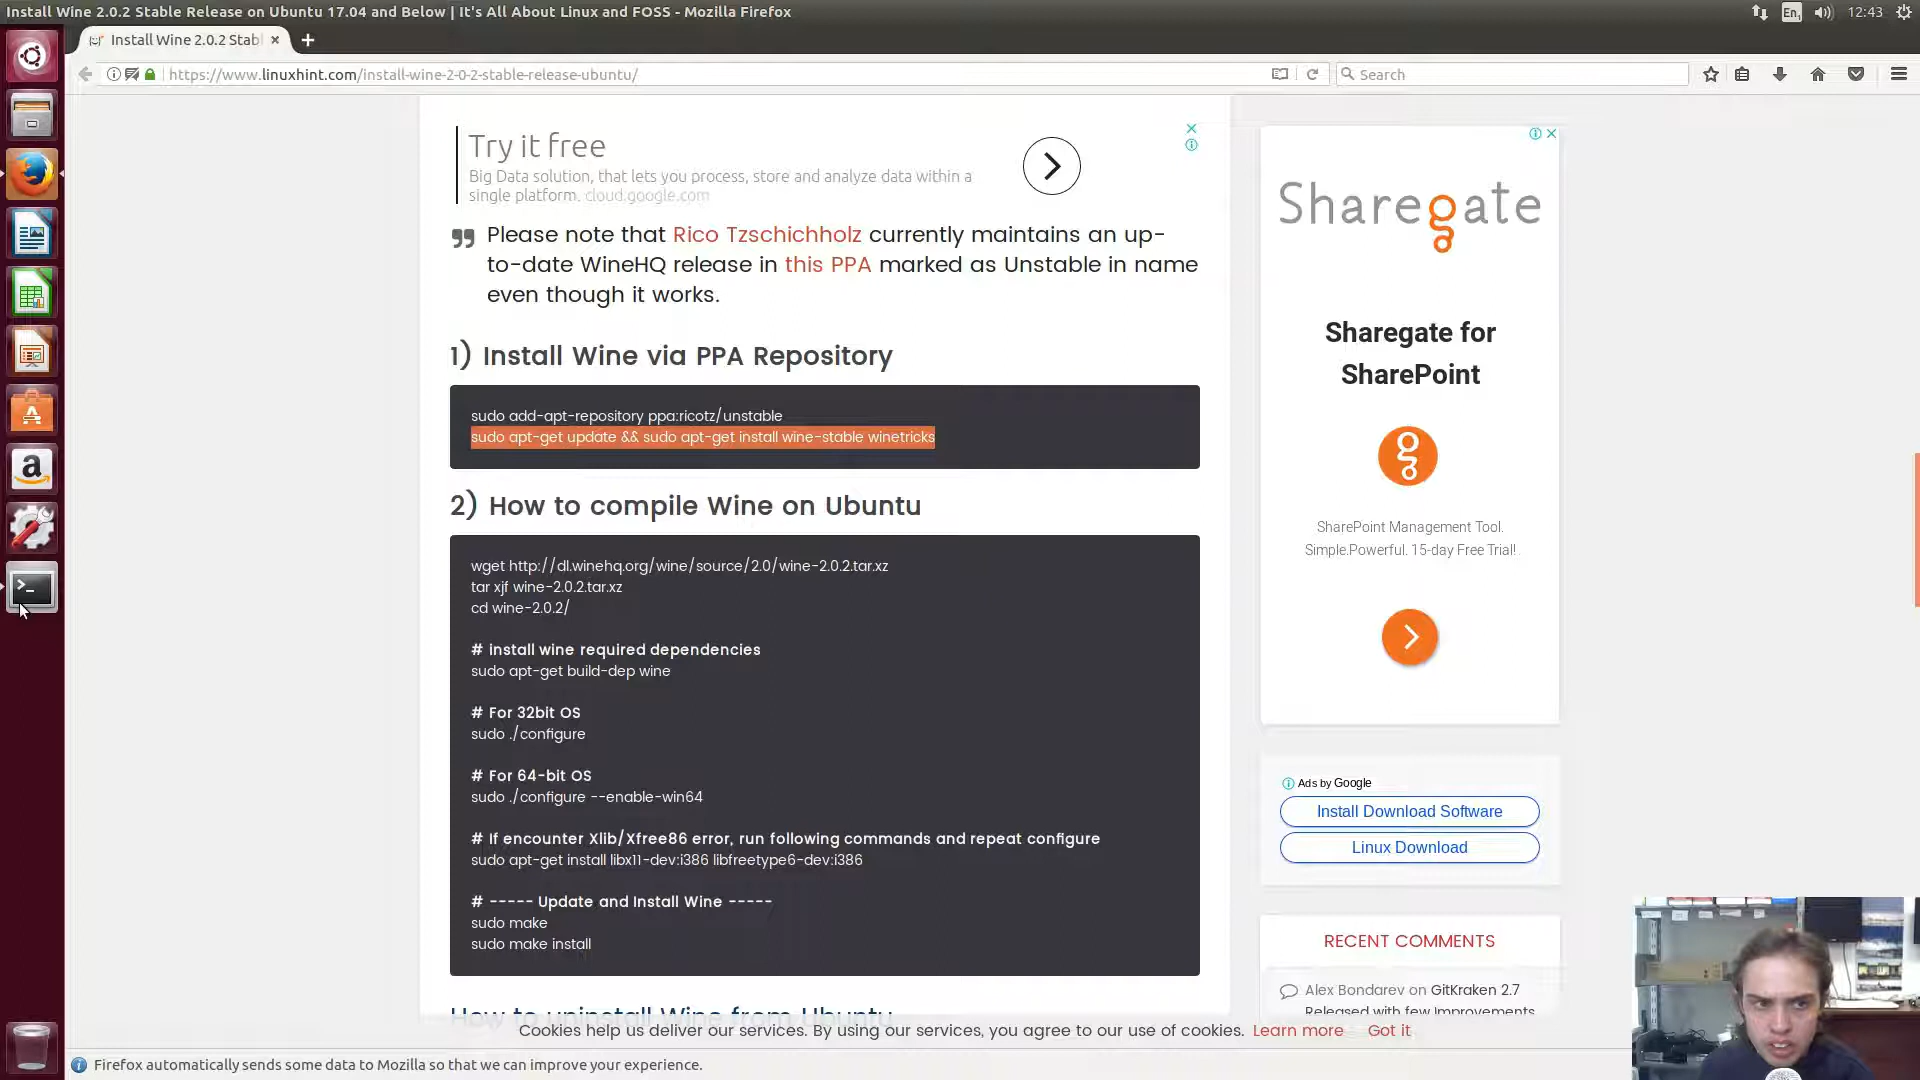 Install Wine 2.0.2 Stable Release on Ubuntu 17.04 and Below | It's All About Linux and FOSS - Mozilla Firefox
En1
12:43
Install Wine 2.0.2 Stabl
https://www.linuxhint.com/install-wine-2-0-2-stable-release-ubuntu/
Search
Try it free
Big Data solution, that lets you process, store and analyze data within a
single platform. cloud.google.com
Please note that Rico Tzschichholz currently maintains an up-
to-date WineHQ release in this PPA marked as Unstable in name
even though it works.
1) Install Wine via PPA Repository
sudo add-apt-repository ppa:ricotz/unstable
sudo apt-get update && sudo apt-get install wine-stable winetricks
2) How to compile Wine on Ubuntu
wget http://dl.winehq.org/wine/source/2.0/wine-2.0.2.tar.xz
tar xjf wine-2.0.2.tar.xz
cd wine-2.0.2/
# install wine required dependencies
sudo apt-get build-dep wine
# For 32bit OS
sudo ./configure
# For 64-bit OS
sudo ./configure --enable-win64
# If encounter Xlib/Xfree86 error, run following commands and repeat configure
sudo apt-get install libx11-dev:i386 libfreetype6-dev:i386
# ----- Update and Install Wine -----
sudo make
sudo make install
How to uninstall Wine from Ubuntu
Sharegate
Sharegate for
SharePoint
SharePoint Management Tool.
Simple.Powerful. 15-day Free Trial!
Ads by Google
Install Download Software
Linux Download
RECENT COMMENTS
Alex Bondarev on GitKraken 2.7
Released with few Improvements
Cookies help us deliver our services. By using our services, you agree to our use of cookies. Learn more Got it
Firefox automatically sends some data to Mozilla so that we can improve your experience.